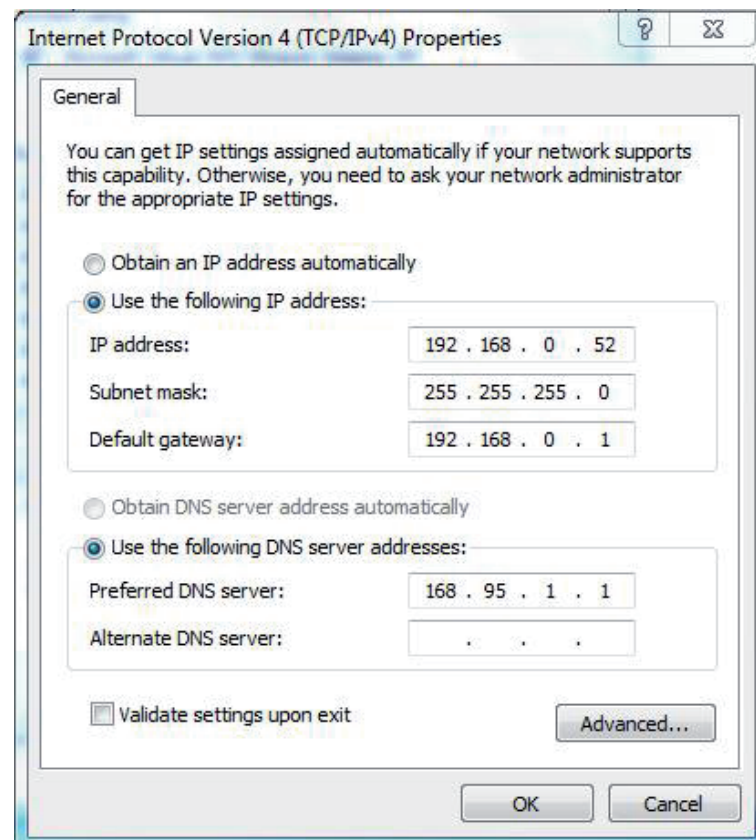 Internet Protocol Version 4 (TCP/IPv4) Properties
General
You can get IP settings assigned automatically if your network supports
this capability. Otherwise, you need to ask your network administrator
for the appropriate IP settings.
Obtain an IP address automatically
Use the following IP address:
IP address: 192 . 168 . 0 . 52
Subnet mask: 255 . 255 . 255 . 0
Default gateway: 192 . 168 . 0 . 1
Obtain DNS server address automatically
Use the following DNS server addresses:
Preferred DNS server: 168 . 95 . 1 . 1
Alternate DNS server: . . .
Validate settings upon exit
Advanced...
OK Cancel